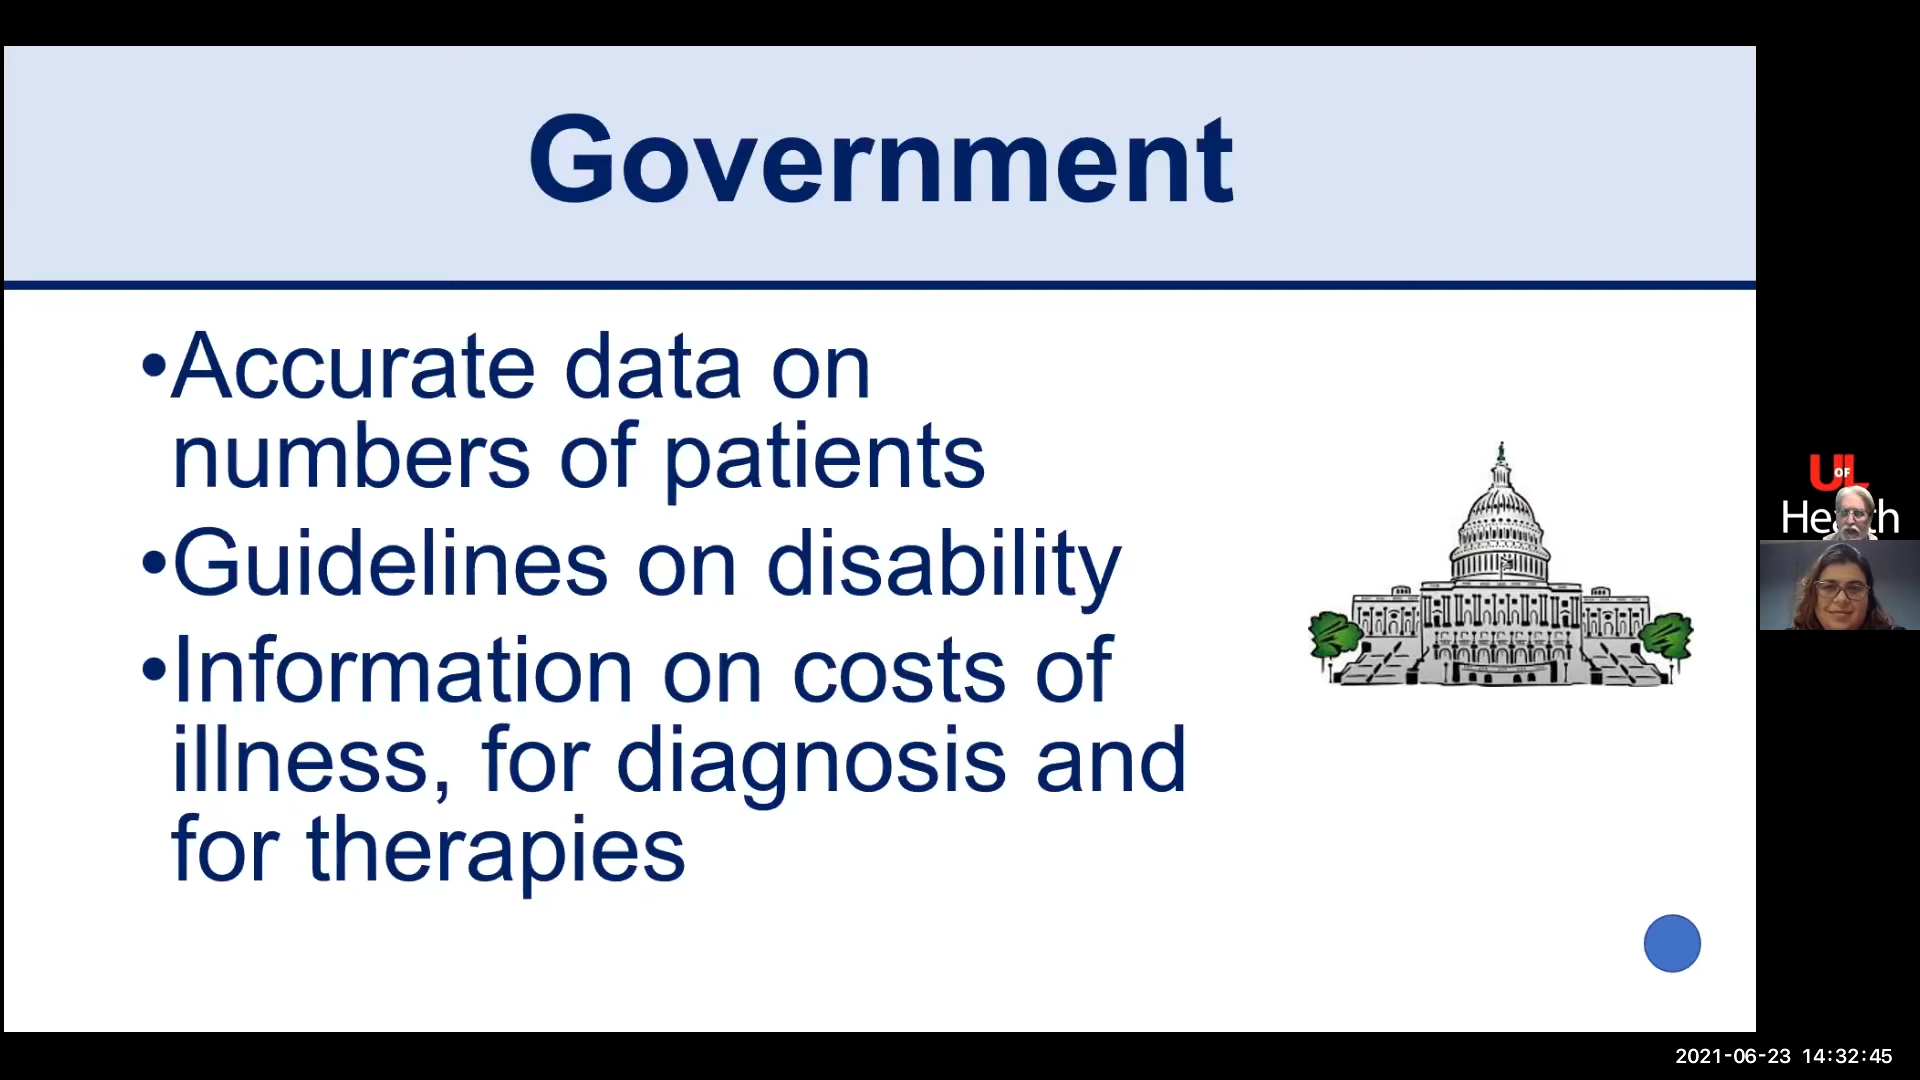 Government
•Accurate data on
numbers of patients
•Guidelines on disability
•Information on costs of
illness, for diagnosis and
for therapies
U OF L
2021-06-23 14:32:45